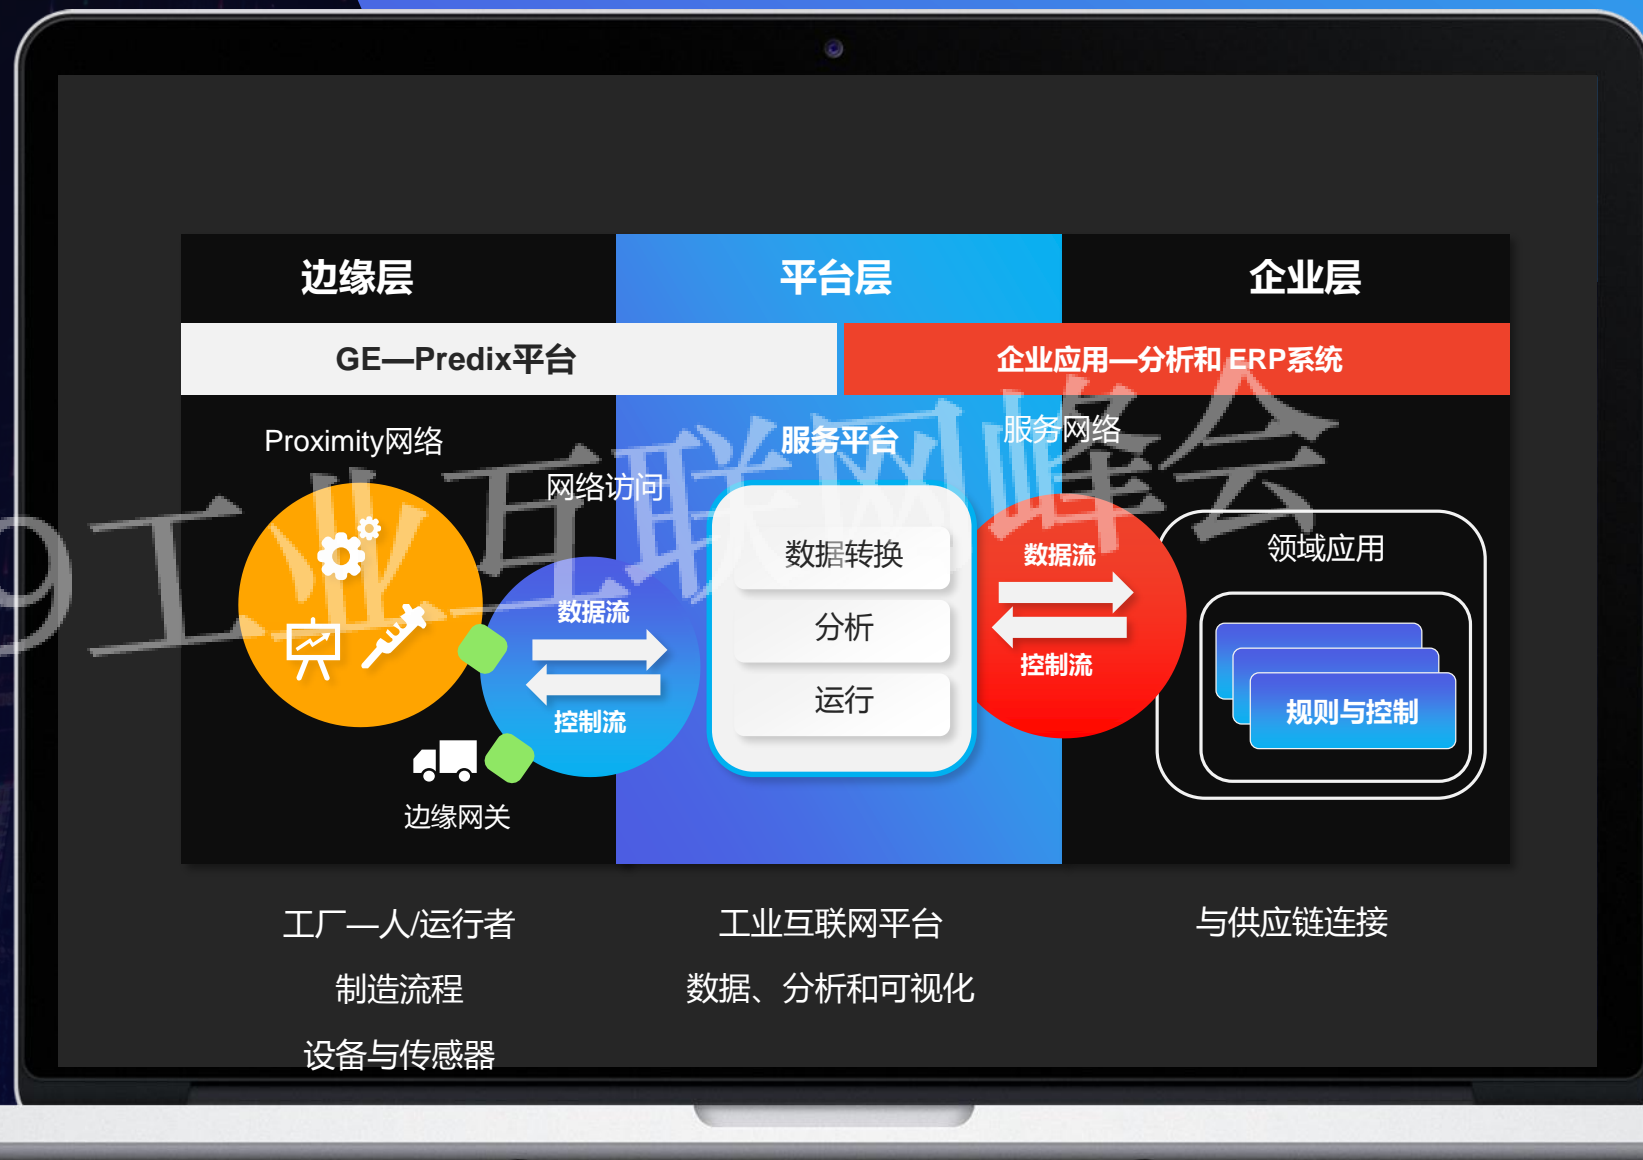 边缘层
平台层
企业层
GE—Predix平台
企业应用—分析和 ERP系统
Proximity网络
网络访问
服务平台
服务网络
数据转换
分析
运行
数据流
控制流
数据流
控制流
领域应用
规则与控制
边缘网关
工厂—人/运行者
制造流程
设备与传感器
工业互联网平台
数据、分析和可视化
与供应链连接
9工业互联网峰会